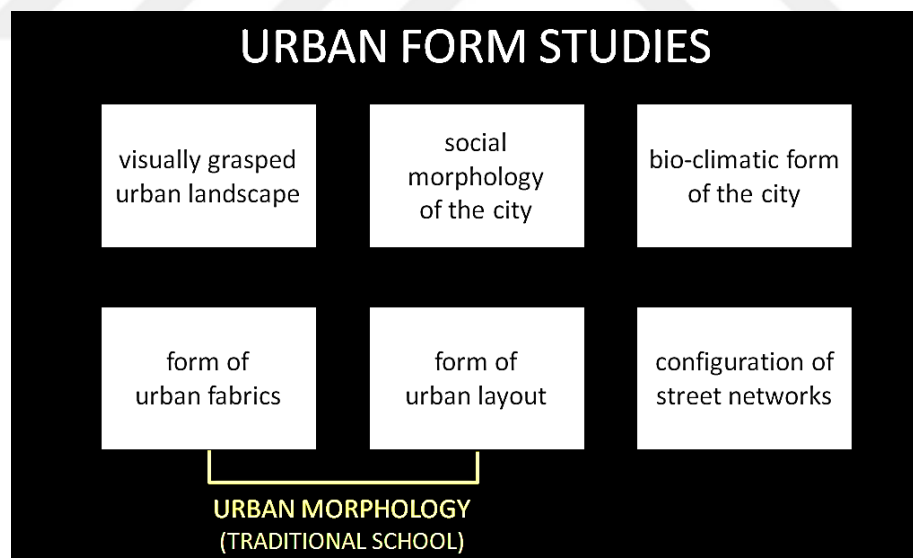 URBAN FORM STUDIES
visually grasped
urban landscape
social
morphology
of the city
bio-climatic form
of the city
form of
urban fabrics
form of
urban layout
configuration of
street networks
URBAN MORPHOLOGY
(TRADITIONAL SCHOOL)